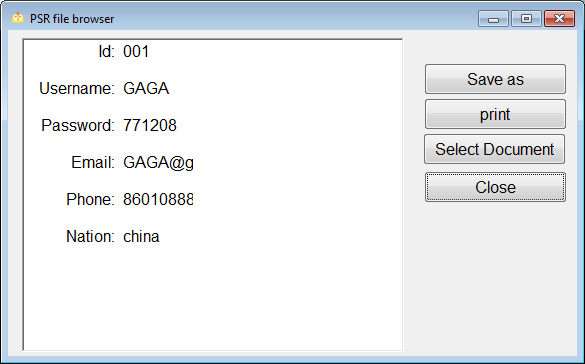 PSR file browser
Id: 001
Username: GAGA
Password: 771208
Email: GAGA@g
Phone: 86010888
Nation: china
Save as
print
Select Document
Close